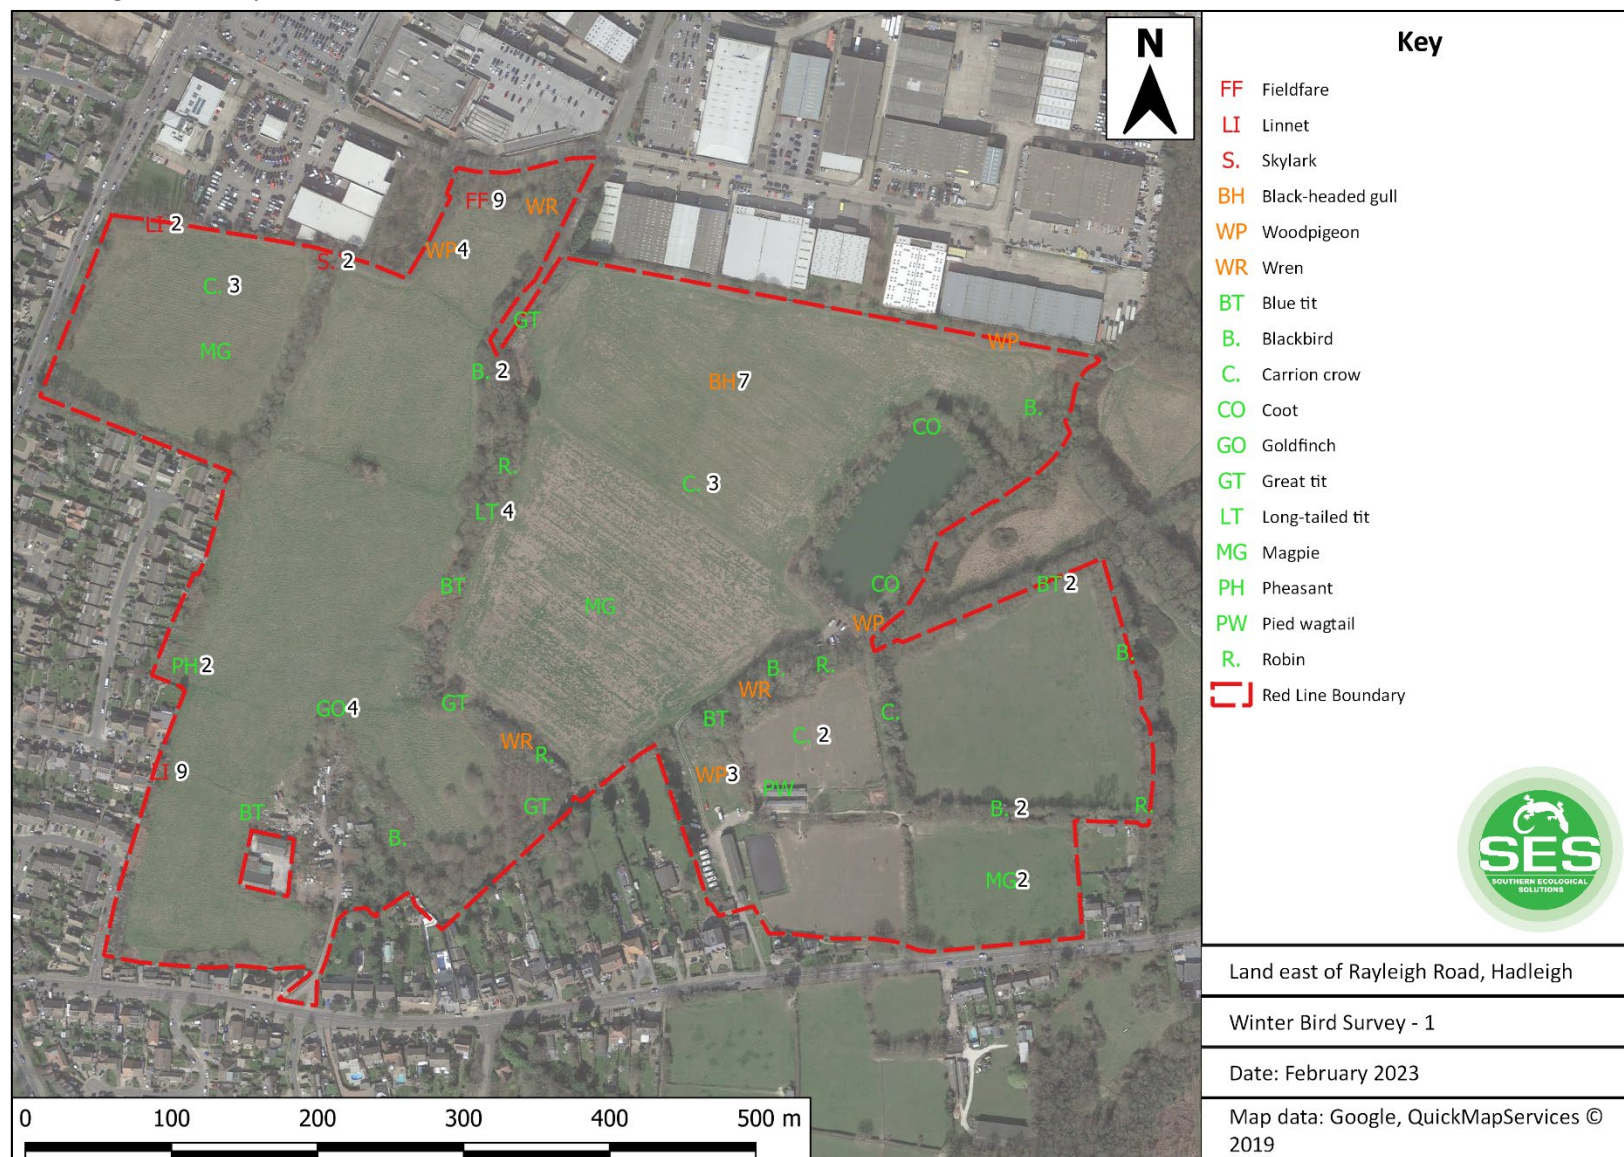 N
LI 2
S. 2
FF 9
WR
WP 4
C. 3
MG
GT
B. 2
WP
BH 7
B.
CO
R.
C. 3
LT 4
BT
MG
CO
BT 2
WP
B.
PH 2
B.
R.
WR
GT
GO 4
BT
C.
WR
R.
C. 2
LI 9
WP 3
PW
BT
GT
B. 2
R.
B.
MG 2
0 100 200 300 400 500 m
Key
FF Fieldfare
LI Linnet
S. Skylark
BH Black-headed gull
WP Woodpigeon
WR Wren
BT Blue tit
B. Blackbird
C. Carrion crow
CO Coot
GO Goldfinch
GT Great tit
LT Long-tailed tit
MG Magpie
PH Pheasant
PW Pied wagtail
R. Robin
Red Line Boundary
SES
SOUTHERN ECOLOGICAL
SOLUTIONS
Land east of Rayleigh Road, Hadleigh
Winter Bird Survey - 1
Date: February 2023
Map data: Google, QuickMapServices ©
2019